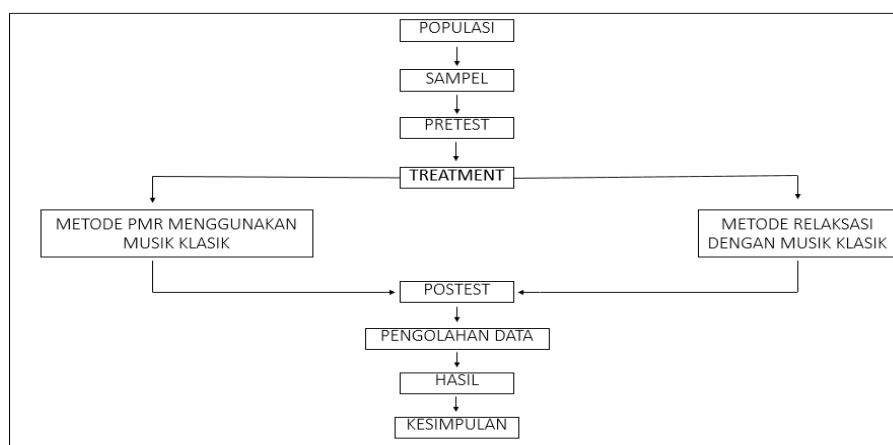 POPULASI
SAMPEL
PRETEST
TREATMENT
METODE PMR MENGGUNAKAN
MUSIK KLASIK
METODE RELAKSASI
DENGAN MUSIK KLASIK
POSTEST
PENGOLAHAN DATA
HASIL
KESIMPULAN